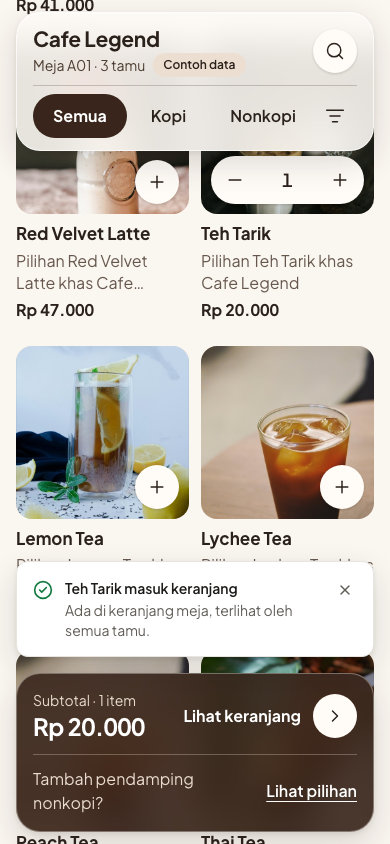 Rp 41.000
Cafe Legend
Meja A01 · 3 tamu
Contoh data
Semua
Kopi
Nonkopi
1
Red Velvet Latte
Teh Tarik
Pilihan Red Velvet
Latte khas Cafe...
Pilihan Teh Tarik khas
Cafe Legend
Rp 47.000
Rp 20.000
Lemon Tea
Lychee Tea
Teh Tarik masuk keranjang
Ada di keranjang meja, terlihat oleh
semua tamu.
Subtotal · 1 item
Rp 20.000
Lihat keranjang
Tambah pendamping
nonkopi?
Lihat pilihan
Peach Tea
Thai Tea